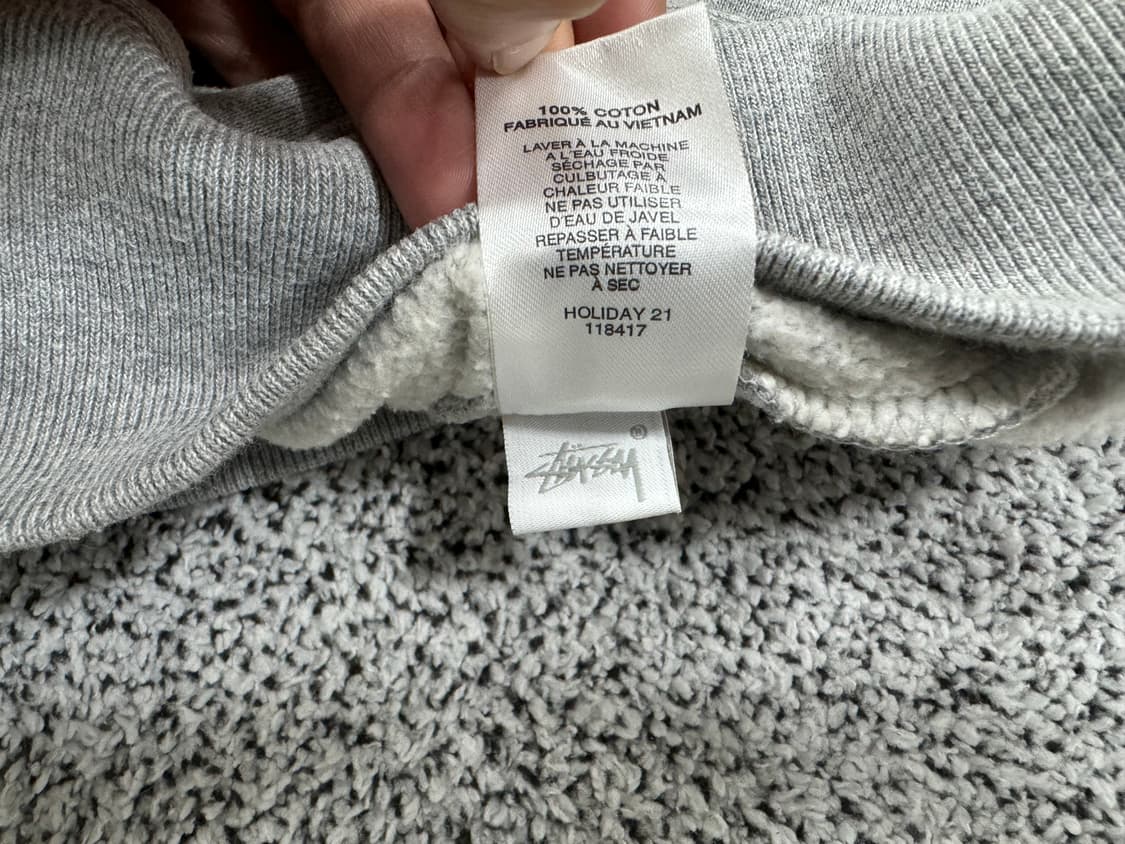 100% COTON
FABRIQUÉ AU VIETNAM
LAVER À LA MACHINE
A L'EAU FROIDE
SÉCHAGE PAR
CULBUTAGE À
CHALEUR FAIBLE
NE PAS UTILISER
D'EAU DE JAVEL
REPASSER À FAIBLE
TEMPÉRATURE
NE PAS NETTOYER
À SEC
HOLIDAY 21
118417
STÜSSY ®